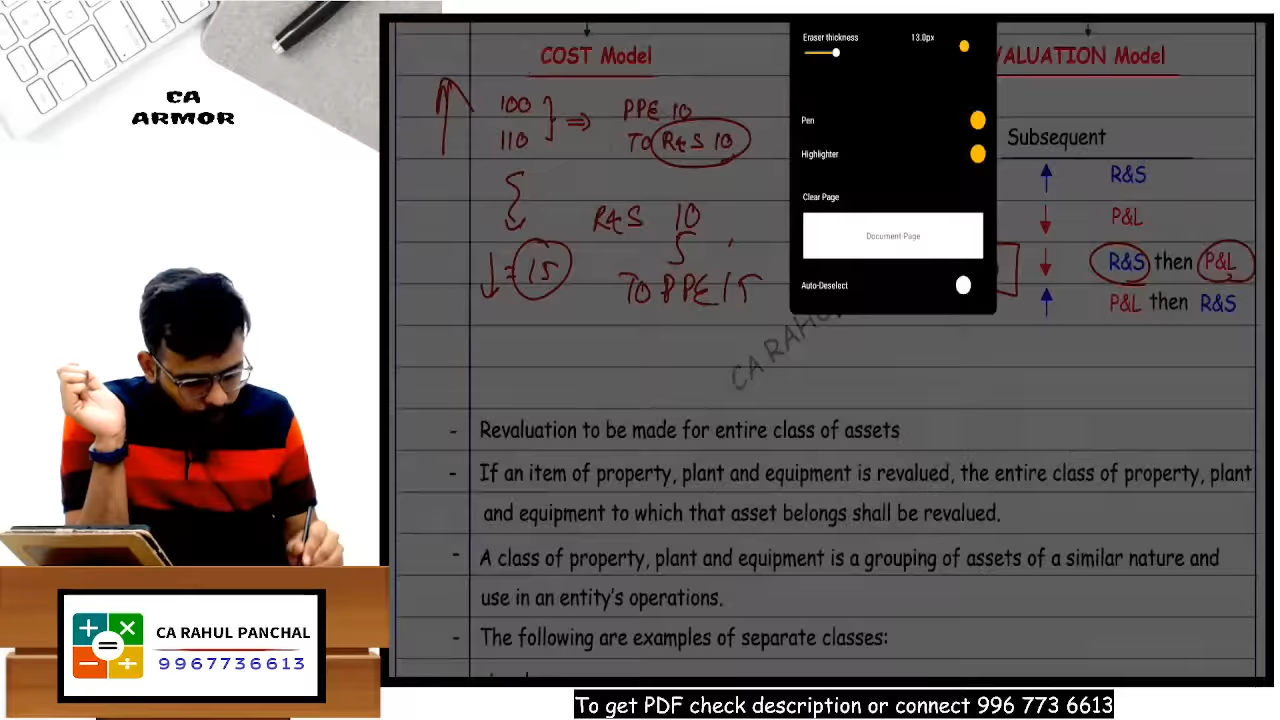 CA
ARMOR
COST Model
VALUATION Model
100
110
PPE 10
TO R&S 10
R&S 10
5
= 15
TO PPE 15
Eraser thickness 13.0px
Pen
Highlighter
Clear Page
Document Page
Auto-Deselect
Subsequent
R&S
P&L
R&S then P&L
P&L then R&S
CA RAHU
- Revaluation to be made for entire class of assets
- If an item of property, plant and equipment is revalued, the entire class of property, plant
and equipment to which that asset belongs shall be revalued.
- A class of property, plant and equipment is a grouping of assets of a similar nature and
use in an entity's operations.
- The following are examples of separate classes:
CA RAHUL PANCHAL
9967736613
To get PDF check description or connect 996 773 6613